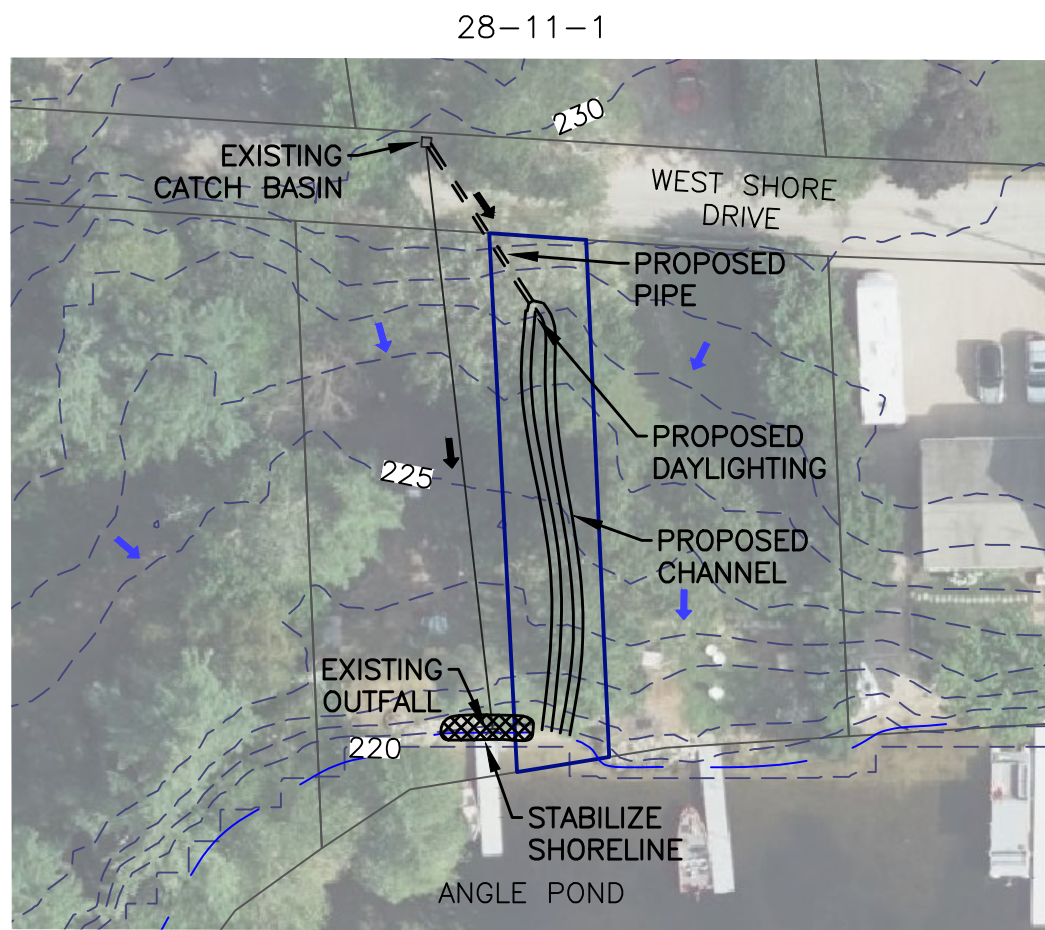 28-11-1
230
EXISTING
CATCH BASIN
WEST SHORE
DRIVE
PROPOSED
PIPE
PROPOSED
DAYLIGHTING
225
PROPOSED
CHANNEL
EXISTING
OUTFALL
220
STABILIZE
SHORELINE
ANGLE POND